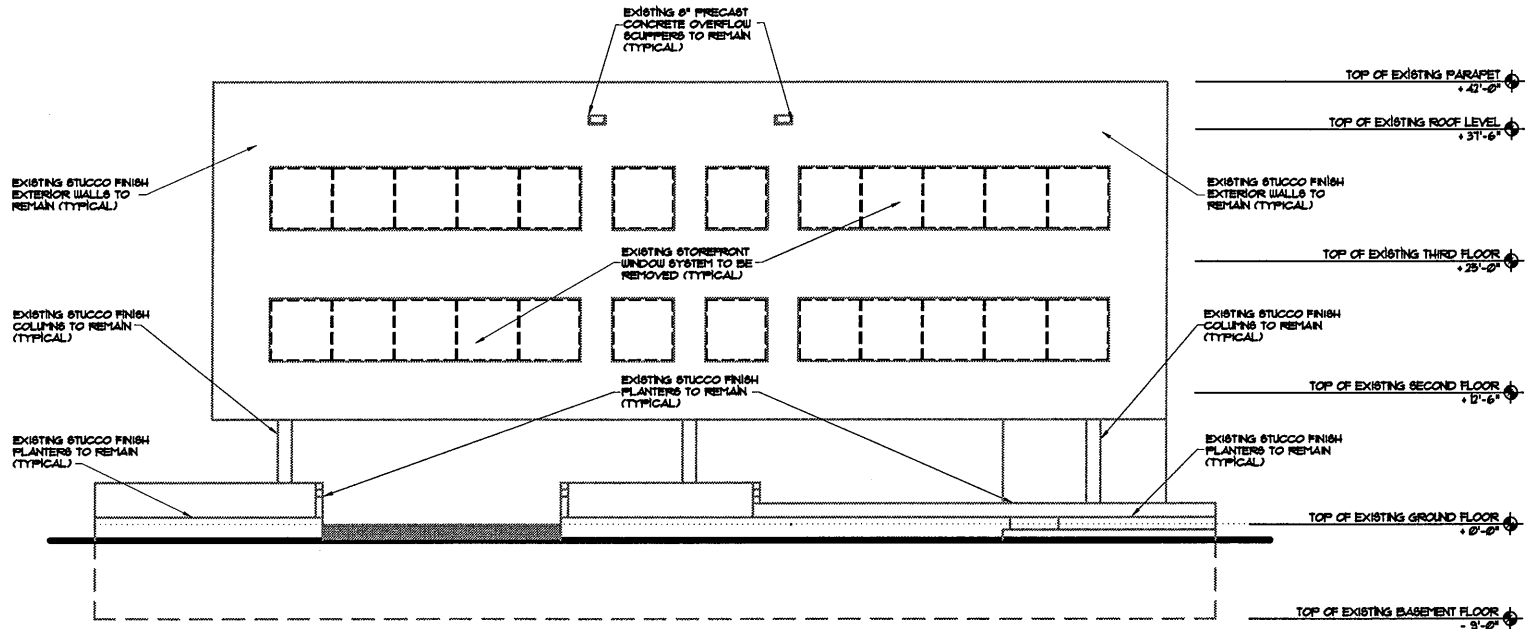 EXISTING 8" PRECAST
CONCRETE OVERFLOW
SCUPPERS TO REMAIN
(TYPICAL)
TOP OF EXISTING PARAPET
+42'-0"
TOP OF EXISTING ROOF LEVEL
+37'-6"
EXISTING STUCCO FINISH
EXTERIOR WALLS TO
REMAIN (TYPICAL)
EXISTING STUCCO FINISH
EXTERIOR WALLS TO
REMAIN (TYPICAL)
EXISTING STOREFRONT
WINDOW SYSTEM TO BE
REMOVED (TYPICAL)
TOP OF EXISTING THIRD FLOOR
+25'-0"
EXISTING STUCCO FINISH
COLUMNS TO REMAIN
(TYPICAL)
EXISTING STUCCO FINISH
COLUMNS TO REMAIN
(TYPICAL)
EXISTING STUCCO FINISH
PLANTERS TO REMAIN
(TYPICAL)
TOP OF EXISTING SECOND FLOOR
+12'-6"
EXISTING STUCCO FINISH
PLANTERS TO REMAIN
(TYPICAL)
EXISTING STUCCO FINISH
PLANTERS TO REMAIN
(TYPICAL)
TOP OF EXISTING GROUND FLOOR
+0'-0"
TOP OF EXISTING BASEMENT FLOOR
- 9'-0"